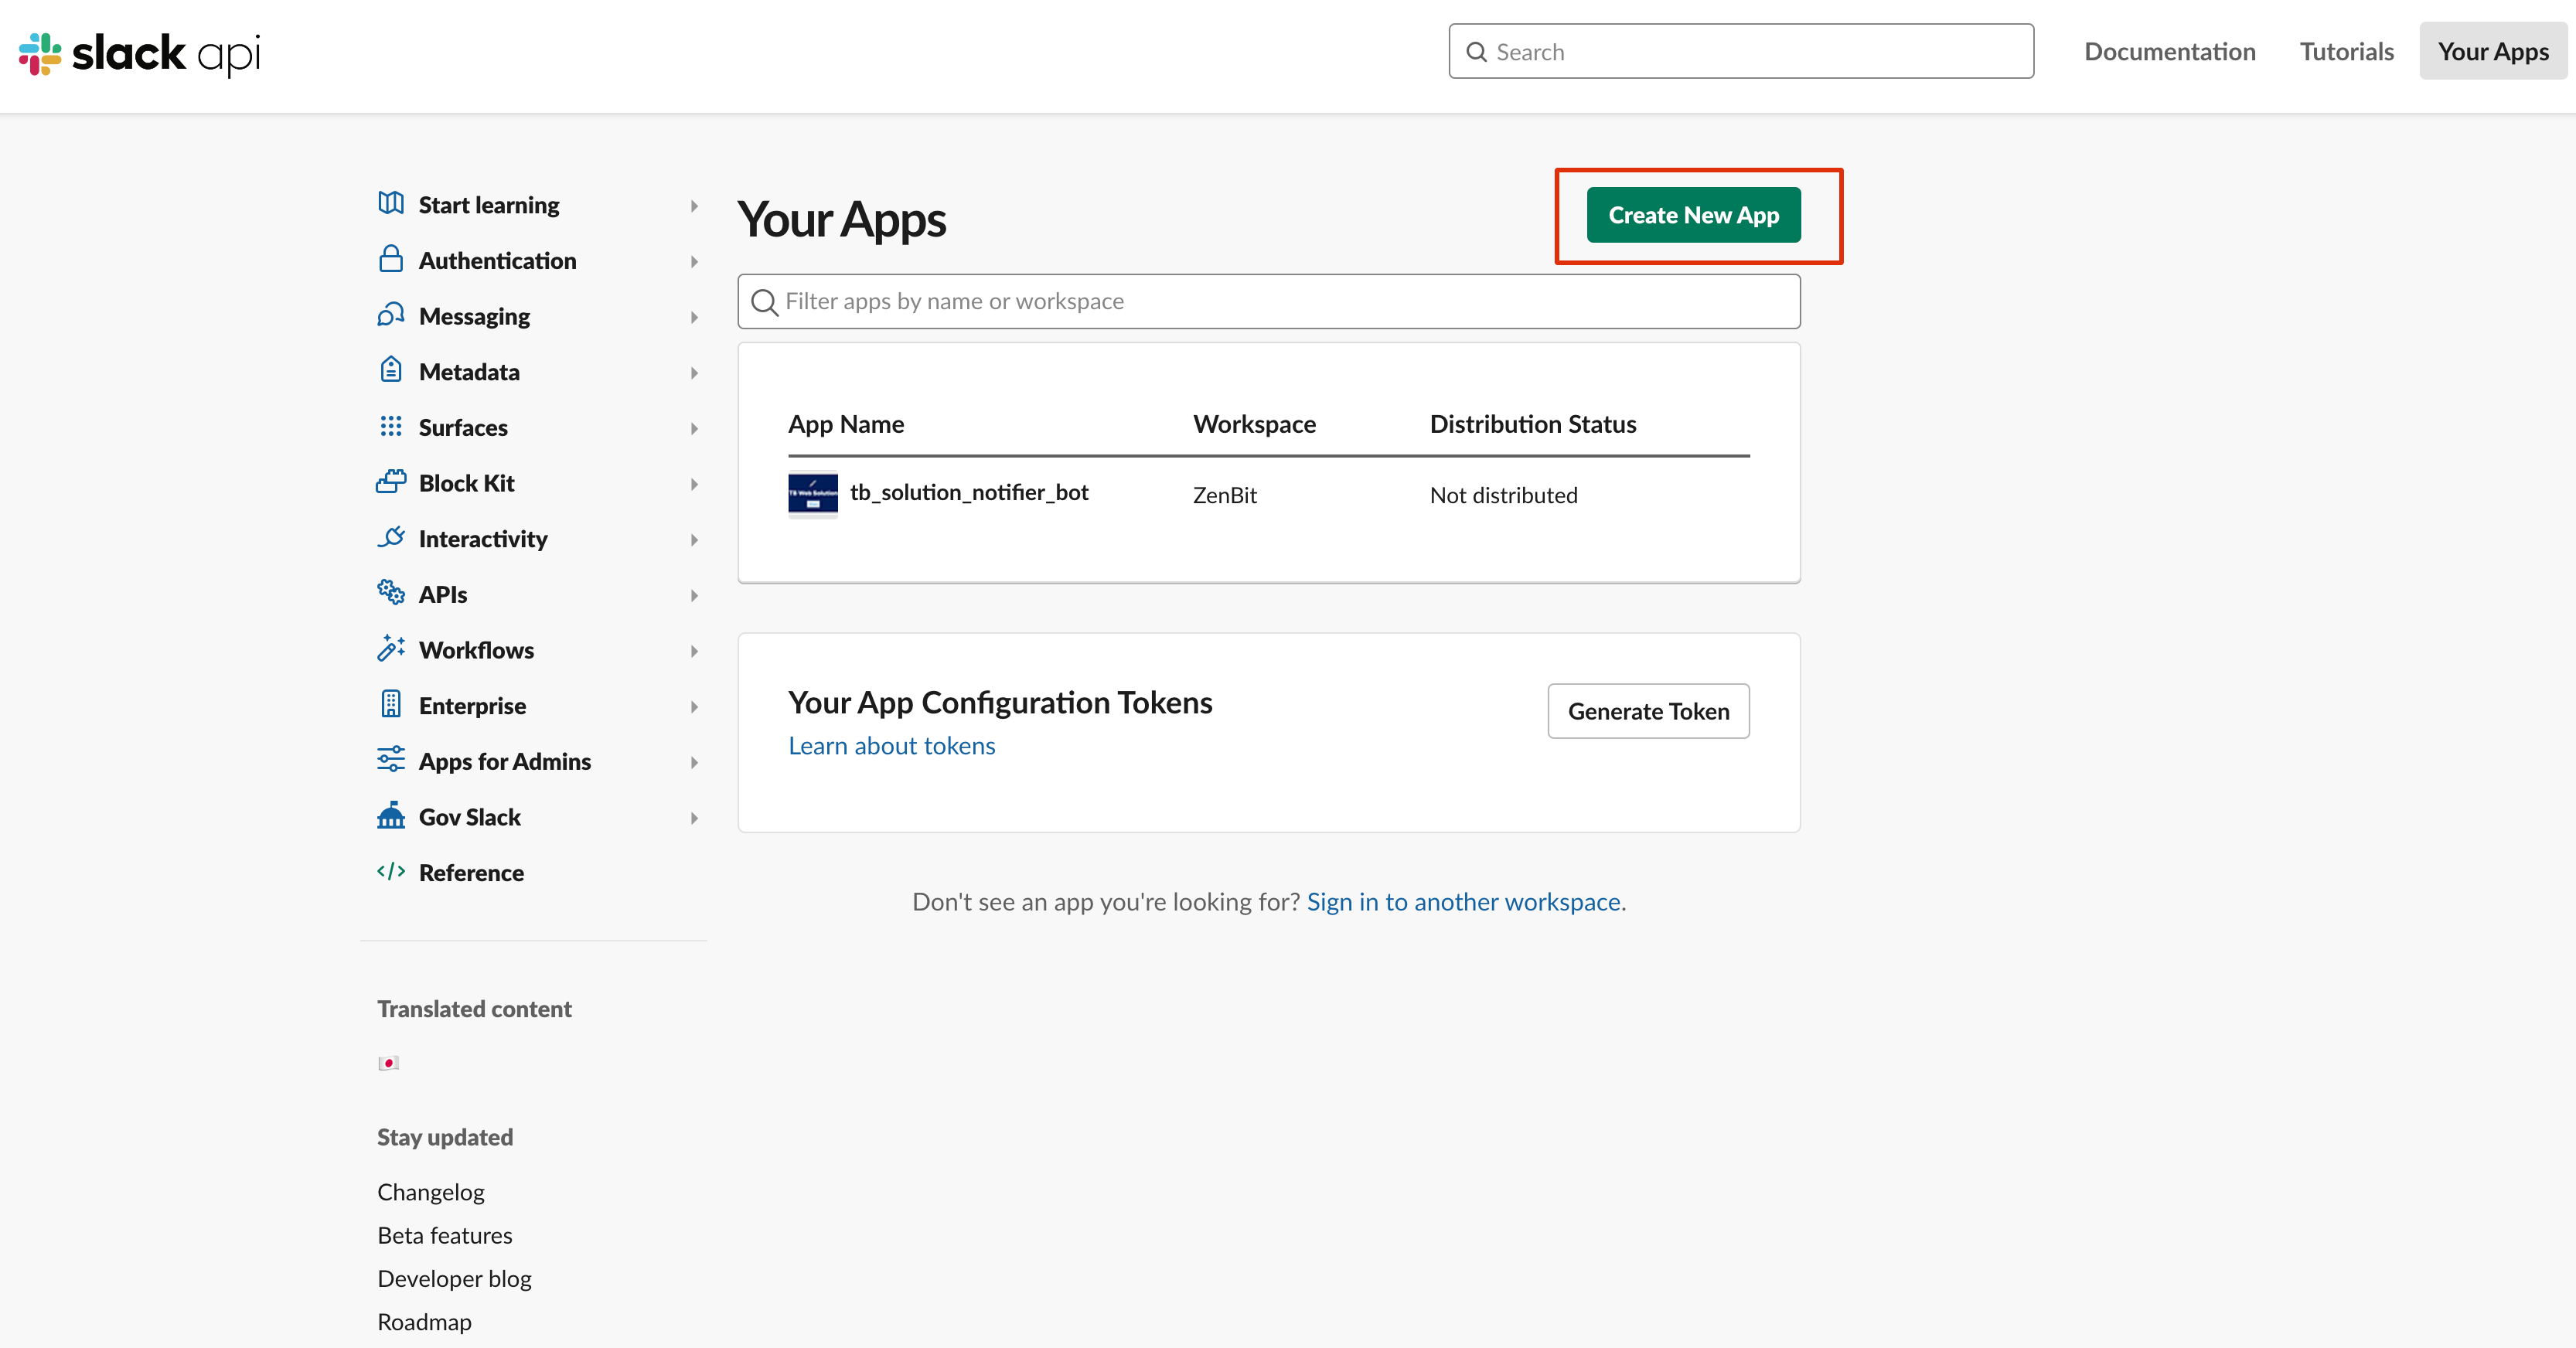 slack api
Search
Documentation
Tutorials
Your Apps
Start learning
Authentication
Messaging
Metadata
Surfaces
Block Kit
Interactivity
APIs
Workflows
Enterprise
Apps for Admins
Gov Slack
Reference
Translated content
Stay updated
Changelog
Beta features
Developer blog
Roadmap
Your Apps
Create New App
Filter apps by name or workspace
App Name Workspace Distribution Status
TB Web Solution
tb_solution_notifier_bot ZenBit Not distributed
Your App Configuration Tokens
Learn about tokens
Generate Token
Don't see an app you're looking for? Sign in to another workspace.